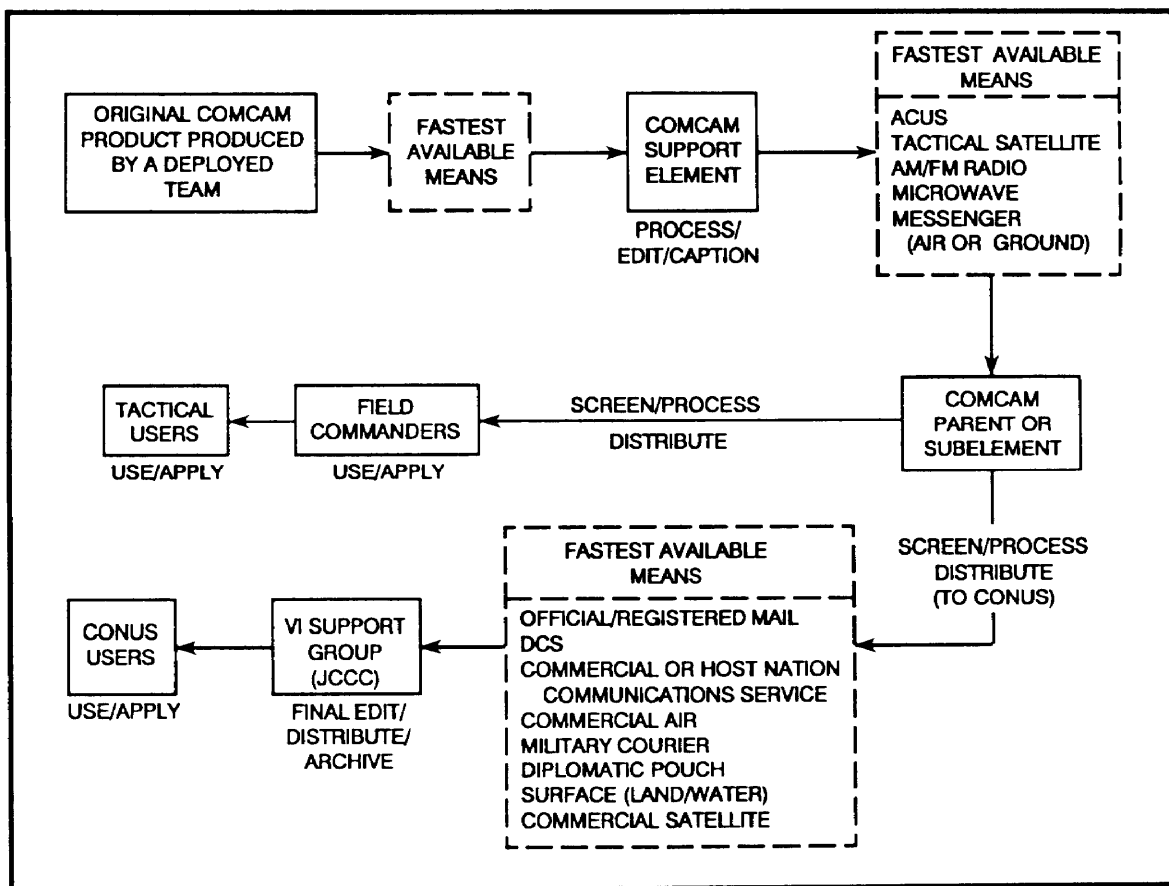 ORIGINAL COMCAM
PRODUCT PRODUCED
BY A DEPLOYED
TEAM
FASTEST
AVAILABLE
MEANS
COMCAM
SUPPORT
ELEMENT
PROCESS/
EDIT/CAPTION
FASTEST AVAILABLE
MEANS
ACUS
TACTICAL SATELLITE
AM/FM RADIO
MICROWAVE
MESSENGER
(AIR OR GROUND)
TACTICAL
USERS
USE/APPLY
FIELD
COMMANDERS
USE/APPLY
SCREEN/PROCESS
DISTRIBUTE
COMCAM
PARENT OR
SUBELEMENT
SCREEN/PROCESS
DISTRIBUTE
(TO CONUS)
CONUS
USERS
USE/APPLY
VI SUPPORT
GROUP
(JCCC)
FINAL EDIT/
DISTRIBUTE/
ARCHIVE
FASTEST AVAILABLE
MEANS
OFFICIAL/REGISTERED MAIL
DCS
COMMERCIAL OR HOST NATION
COMMUNICATIONS SERVICE
COMMERCIAL AIR
MILITARY COURIER
DIPLOMATIC POUCH
SURFACE (LAND/WATER)
COMMERCIAL SATELLITE